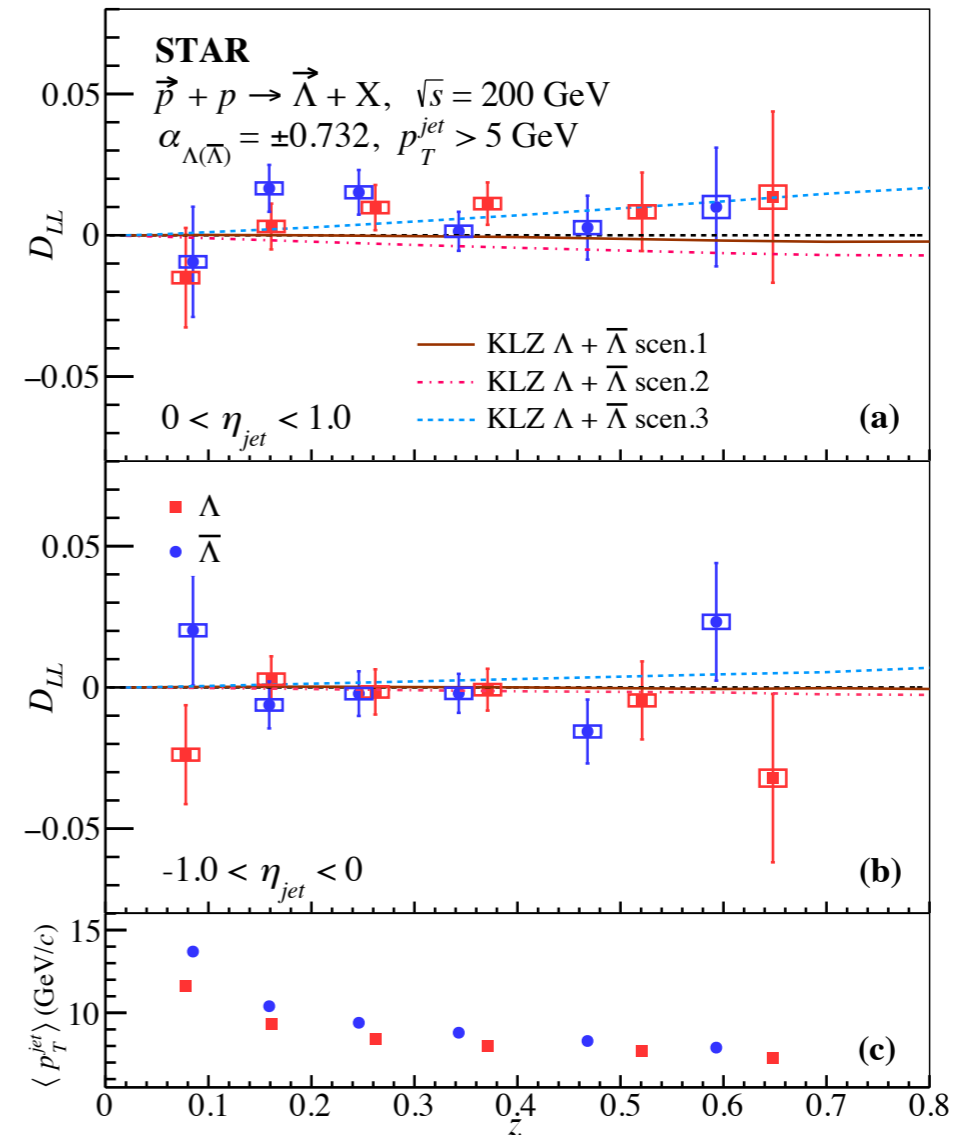 STAR
p⃗ + p → Λ⃗ + X, √s = 200 GeV
α_Λ(Λ̅) = ±0.732, p_T^jet > 5 GeV
0.05
D_LL
0
KLZ Λ + Λ̅ scen.1
−0.05
KLZ Λ + Λ̅ scen.2
0 < η_jet < 1.0
KLZ Λ + Λ̅ scen.3
(a)
Λ
0.05
Λ̅
D_LL
0
−0.05
-1.0 < η_jet < 0
(b)
15
⟨ p_T^jet ⟩ (GeV/c)
10
(c)
0 0.1 0.2 0.3 0.4 0.5 0.6 0.7 0.8
z